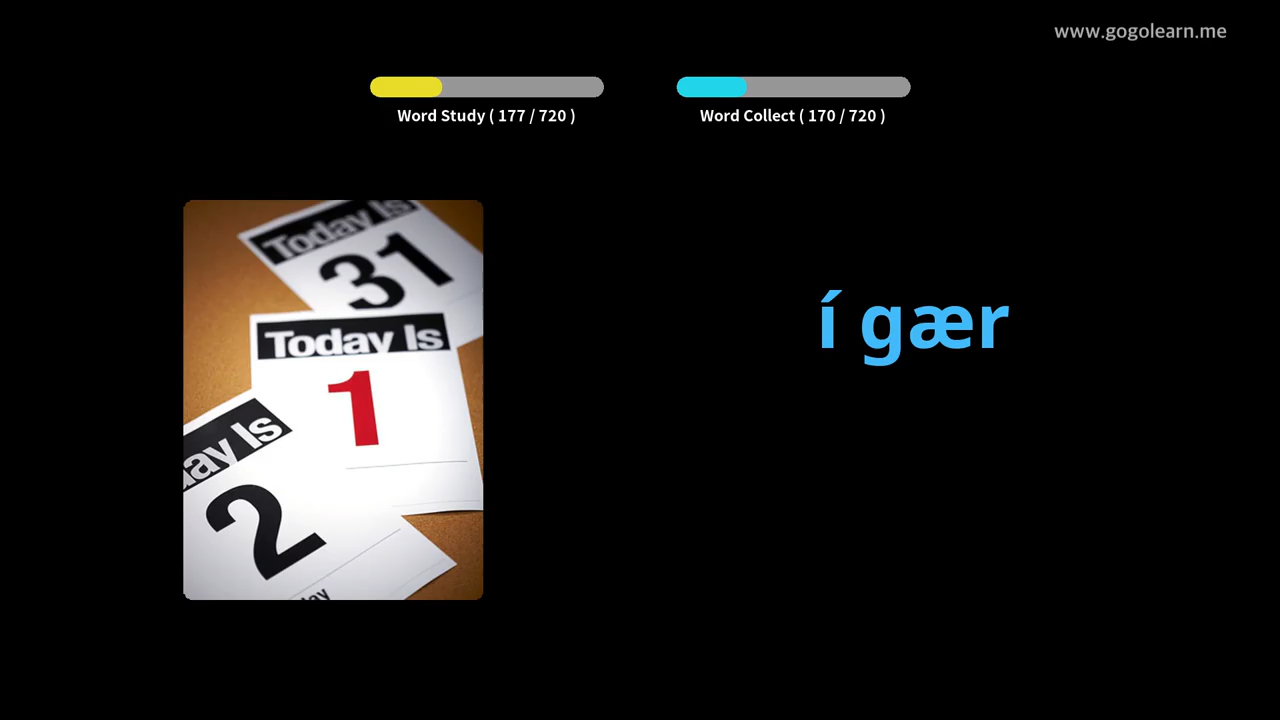 www.gogolearn.me
Word Study ( 177 / 720 )
Word Collect ( 170 / 720 )
Today Is
31
Today Is
1
ay Is
2
ay
í gær